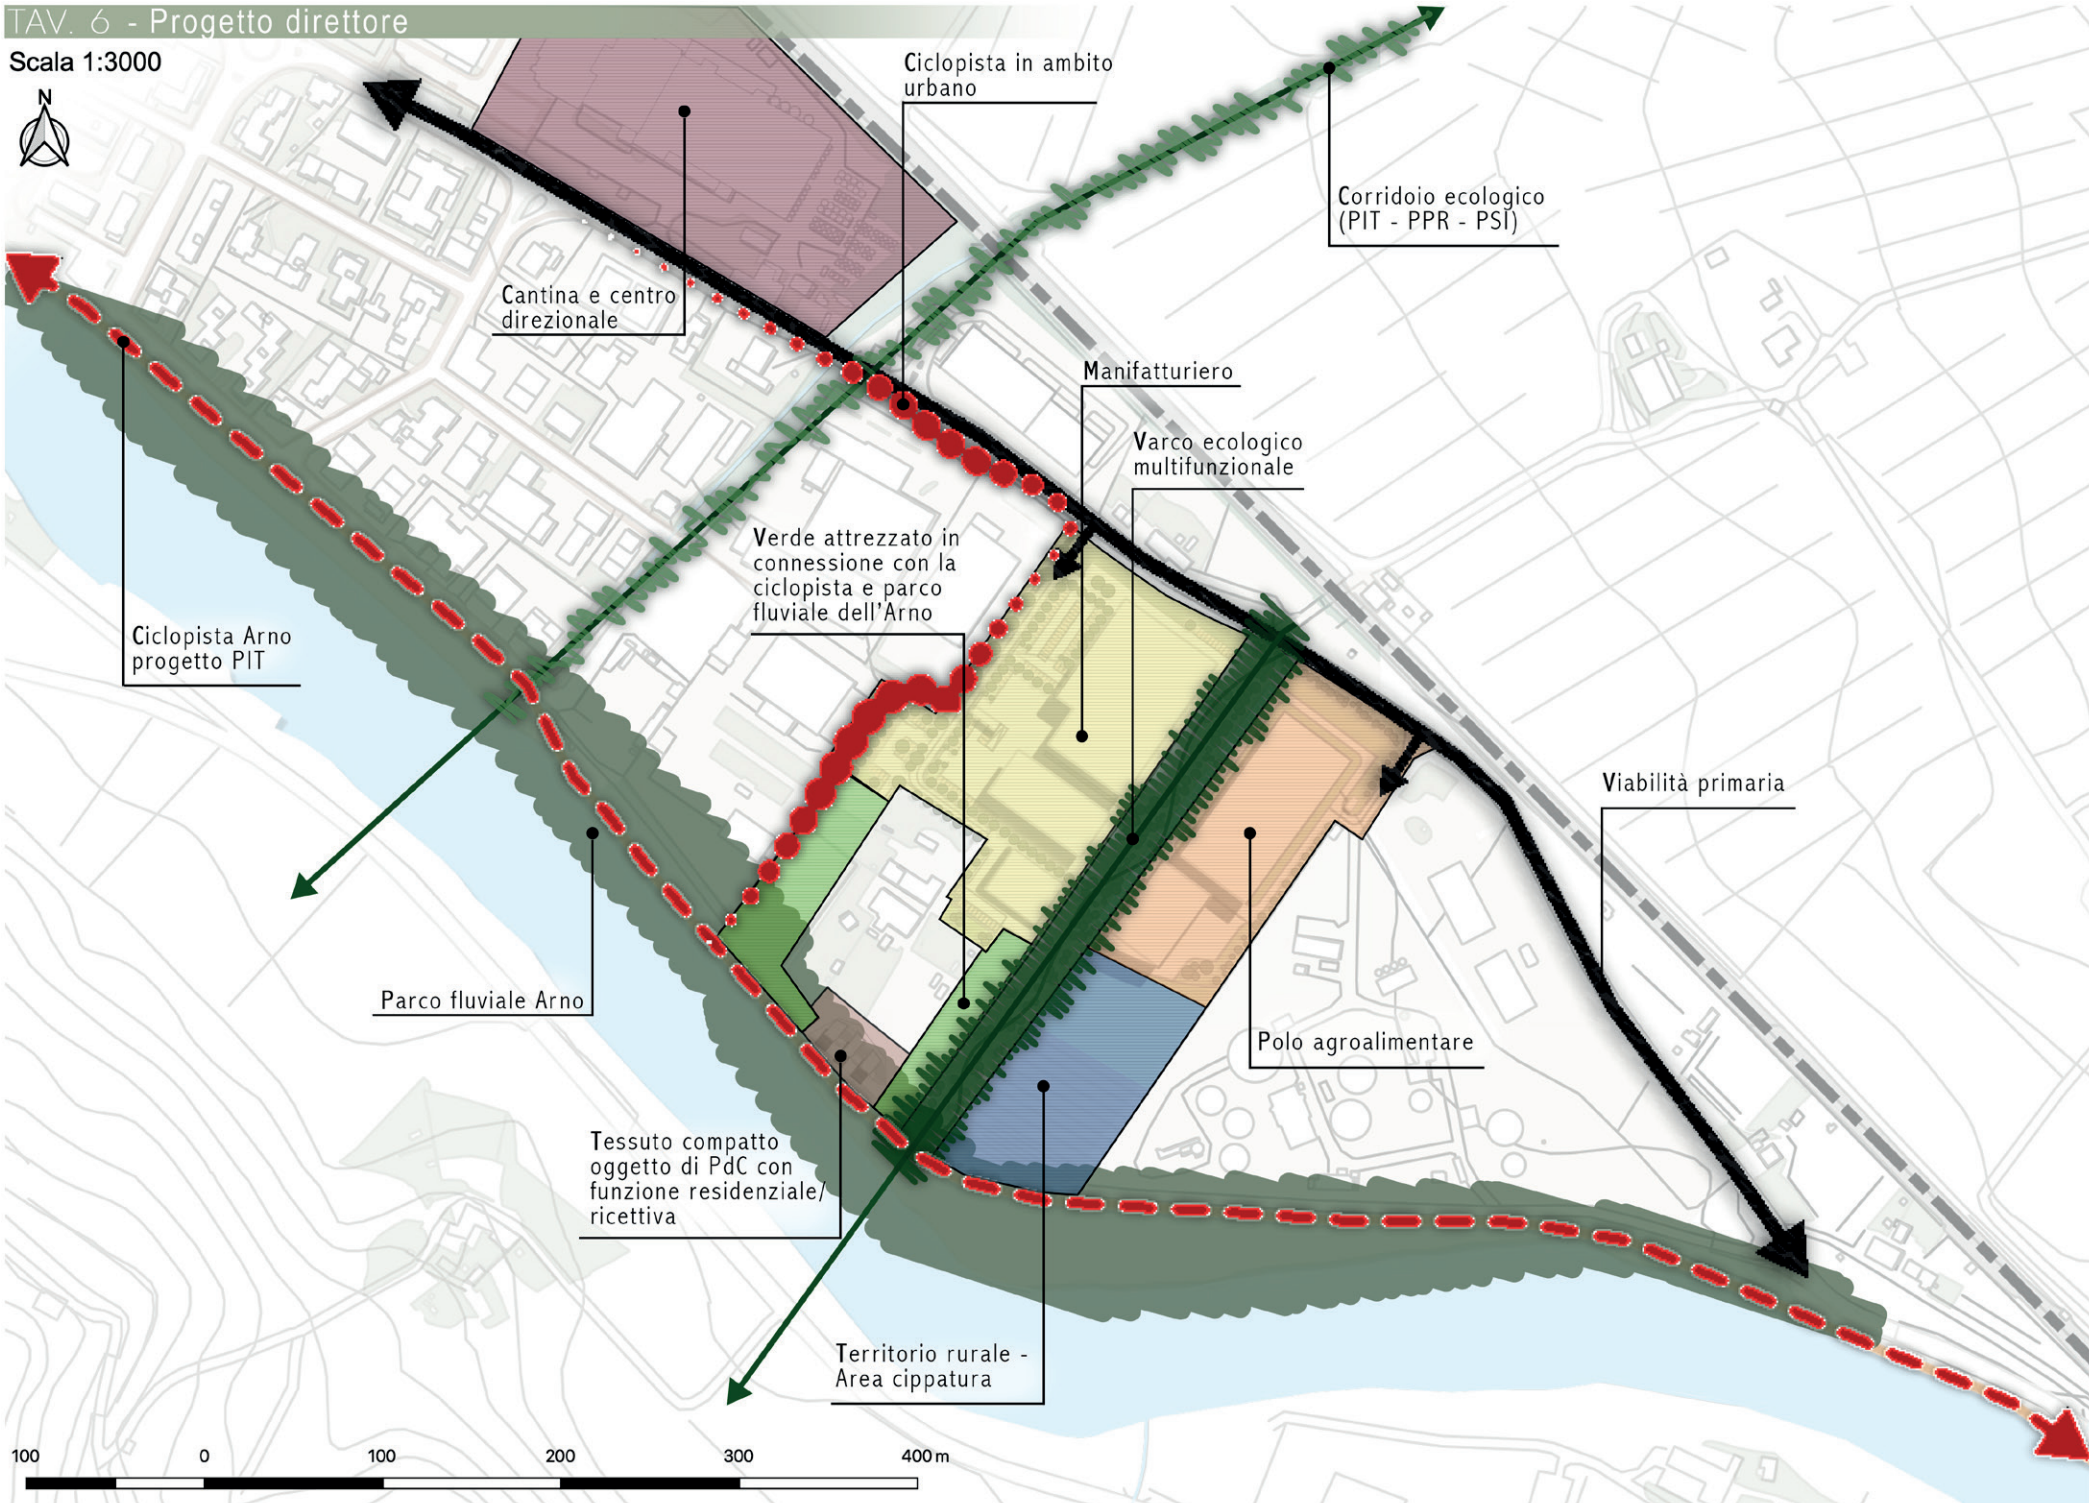 TAV. 6 - Progetto direttore
Scala 1:3000
N
Ciclopista in ambito
urbano
Corridoio ecologico
(PIT - PPR - PSI)
Cantina e centro
direzionale
Manifatturiero
Varco ecologico
multifunzionale
Verde attrezzato in
connessione con la
ciclopista e parco
fluviale dell'Arno
Ciclopista Arno
progetto PIT
Viabilità primaria
Parco fluviale Arno
Polo agroalimentare
Tessuto compatto
oggetto di PdC con
funzione residenziale/
ricettiva
Territorio rurale -
Area cippatura
100 0 100 200 300 400 m